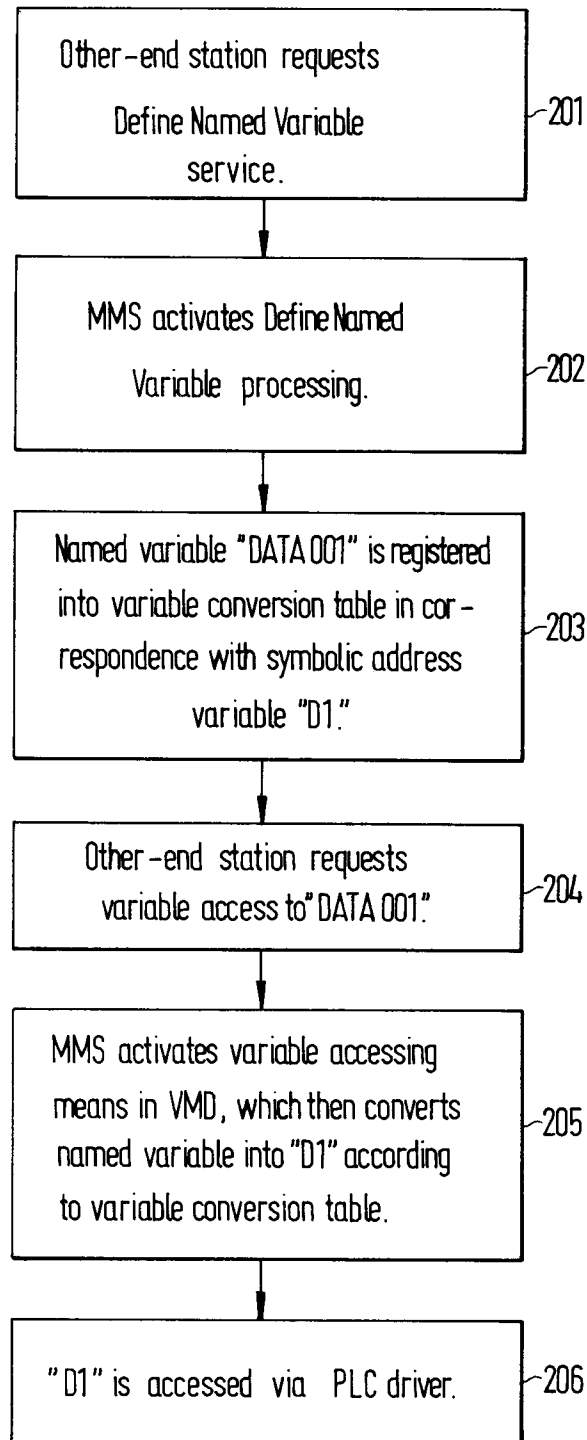 Other-end station requests
Define Named Variable
service.
201
MMS activates Define Named
Variable processing.
202
Named variable "DATA 001" is registered
into variable conversion table in cor-
respondence with symbolic address
variable "D1."
203
Other-end station requests
variable access to "DATA 001."
204
MMS activates variable accessing
means in VMD, which then converts
named variable into "D1" according
to variable conversion table.
205
"D1" is accessed via PLC driver.
206